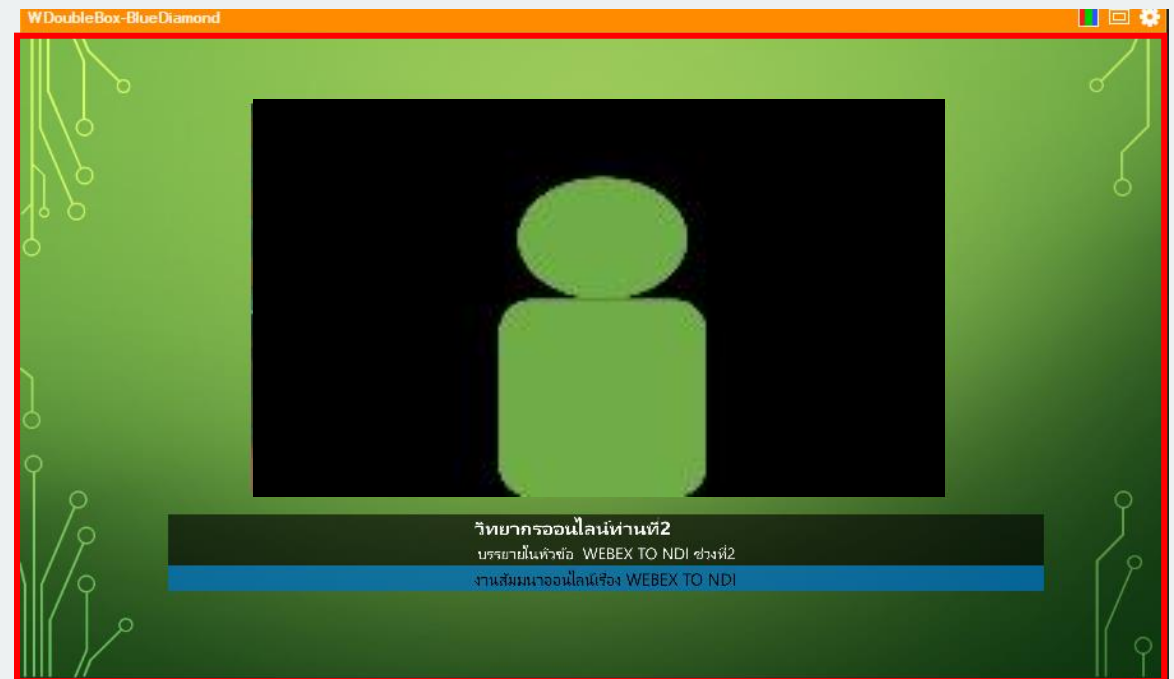 WDoubleBox-BlueDiamond
วิทยากรออนไลน์ท่านที่2
บรรยายในหัวข้อ WEBEX TO NDI ช่วงที่2
งานสัมมนาออนไลน์เรื่อง WEBEX TO NDI